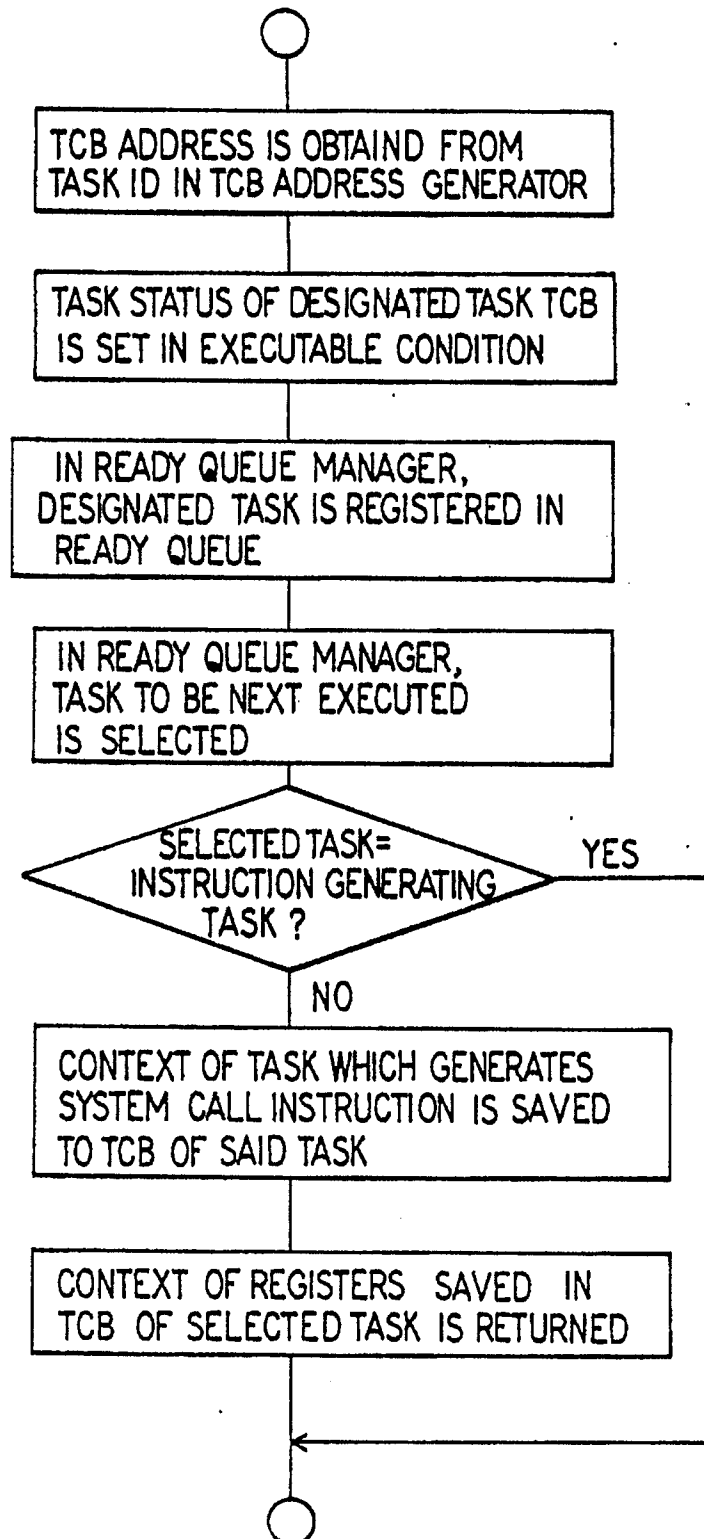 TCB ADDRESS IS OBTAIND FROM
TASK ID IN TCB ADDRESS GENERATOR
TASK STATUS OF DESIGNATED TASK TCB
IS SET IN EXECUTABLE CONDITION
IN READY QUEUE MANAGER,
DESIGNATED TASK IS REGISTERED IN
READY QUEUE
IN READY QUEUE MANAGER,
TASK TO BE NEXT EXECUTED
IS SELECTED
SELECTED TASK=
INSTRUCTION GENERATING
TASK ?
YES
NO
CONTEXT OF TASK WHICH GENERATES
SYSTEM CALL INSTRUCTION IS SAVED
TO TCB OF SAID TASK
CONTEXT OF REGISTERS SAVED IN
TCB OF SELECTED TASK IS RETURNED